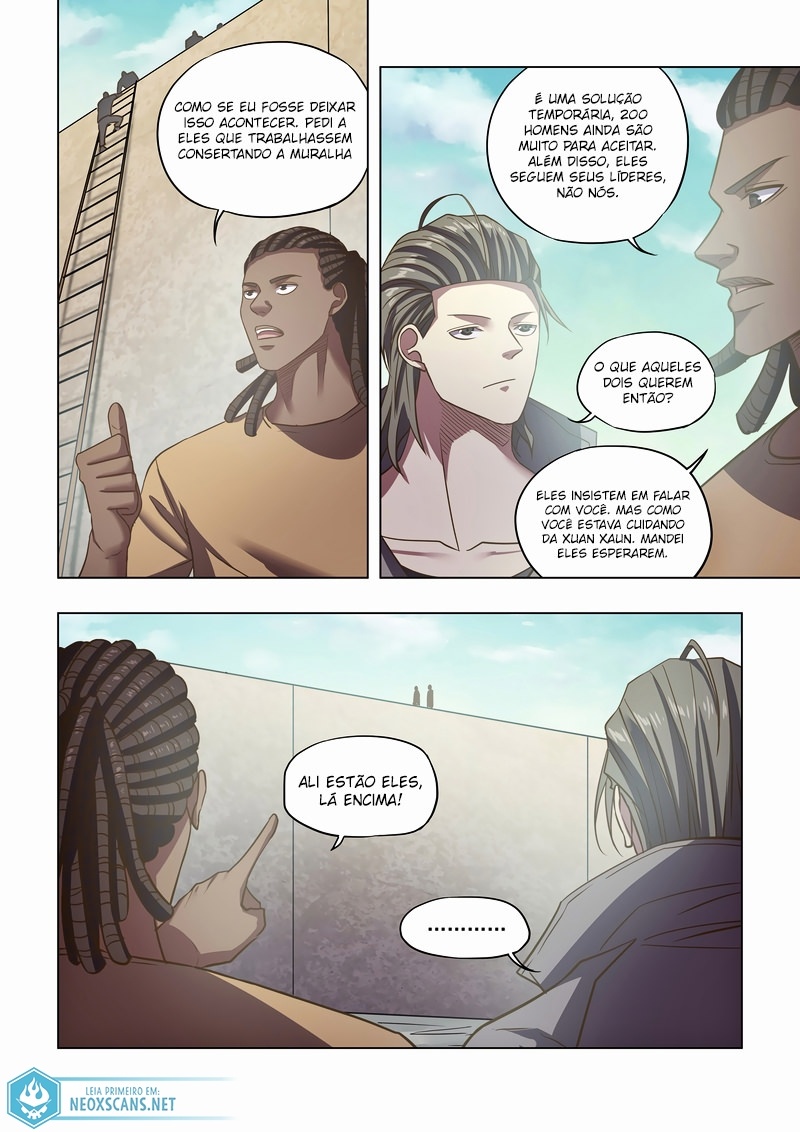 COMO SE EU FOSSE DEIXAR
ISSO ACONTECER. PEDI A
ELES QUE TRABALHASSEM
CONSERTANDO A MURALHA
É UMA SOLUÇÃO
TEMPORÁRIA, 200
HOMENS AINDA SÃO
MUITO PARA ACEITAR.
ALÉM DISSO, ELES
SEGUEM SEUS LÍDERES,
NÃO NÓS.
O QUE AQUELES
DOIS QUEREM
ENTÃO?
ELES INSISTEM EM FALAR
COM VOCÊ. MAS COMO
VOCÊ ESTAVA CUIDANDO
DA XUAN XAUN. MANDEI
ELES ESPERAREM.
ALI ESTÃO ELES,
LÁ ENCIMA!
............
LEIA PRIMEIRO EM:
NEOXSCANS.NET